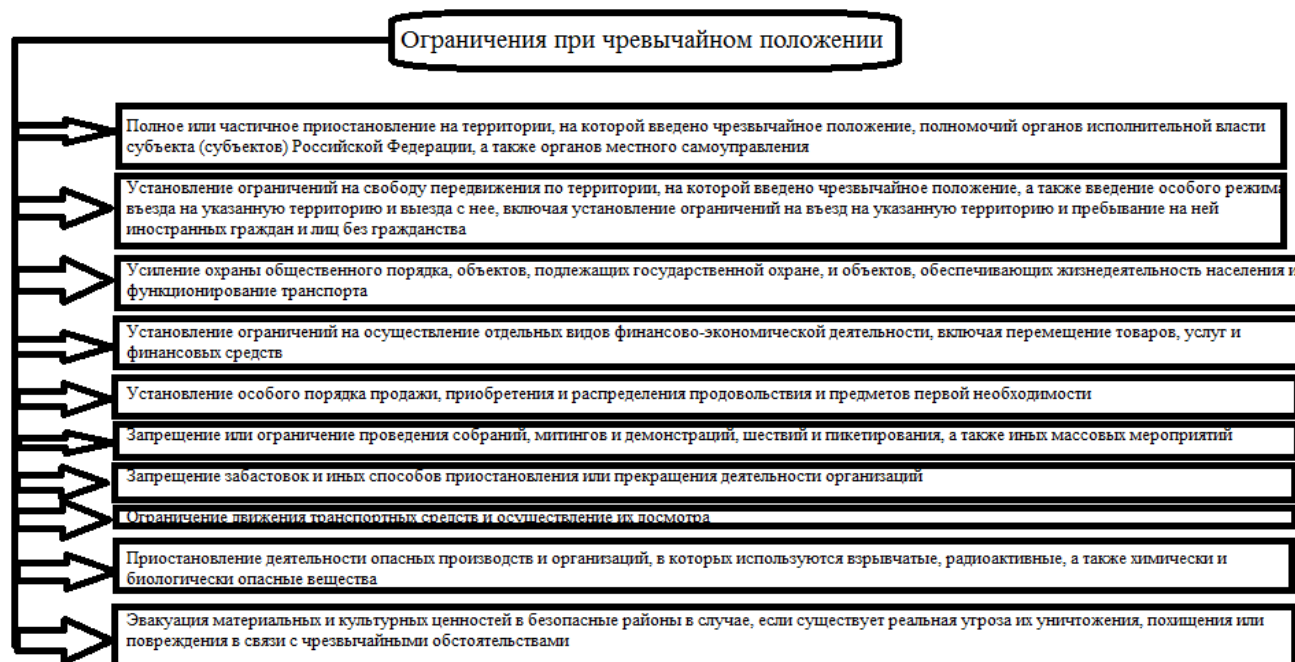 Ограничения при чревычайном положении
Полное или частичное приостановление на территории, на которой введено чрезвычайное положение, полномочий органов исполнительной власти
субъекта (субъектов) Российской Федерации, а также органов местного самоуправления
Установление ограничений на свободу передвижения по территории, на которой введено чрезвычайное положение, а также введение особого режима
въезда на указанную территорию и выезда с нее, включая установление ограничений на въезд на указанную территорию и пребывание на ней
иностранных граждан и лиц без гражданства
Усиление охраны общественного порядка, объектов, подлежащих государственной охране, и объектов, обеспечивающих жизнедеятельность населения и
функционирование транспорта
Установление ограничений на осуществление отдельных видов финансово-экономической деятельности, включая перемещение товаров, услуг и
финансовых средств
Установление особого порядка продажи, приобретения и распределения продовольствия и предметов первой необходимости
Запрещение или ограничение проведения собраний, митингов и демонстраций, шествий и пикетирования, а также иных массовых мероприятий
Запрещение забастовок и иных способов приостановления или прекращения деятельности организаций
Ограничение движения транспортных средств и осуществление их досмотра
Приостановление деятельности опасных производств и организаций, в которых используются взрывчатые, радиоактивные, а также химически и
биологически опасные вещества
Эвакуация материальных и культурных ценностей в безопасные районы в случае, если существует реальная угроза их уничтожения, похищения или
повреждения в связи с чрезвычайными обстоятельствами